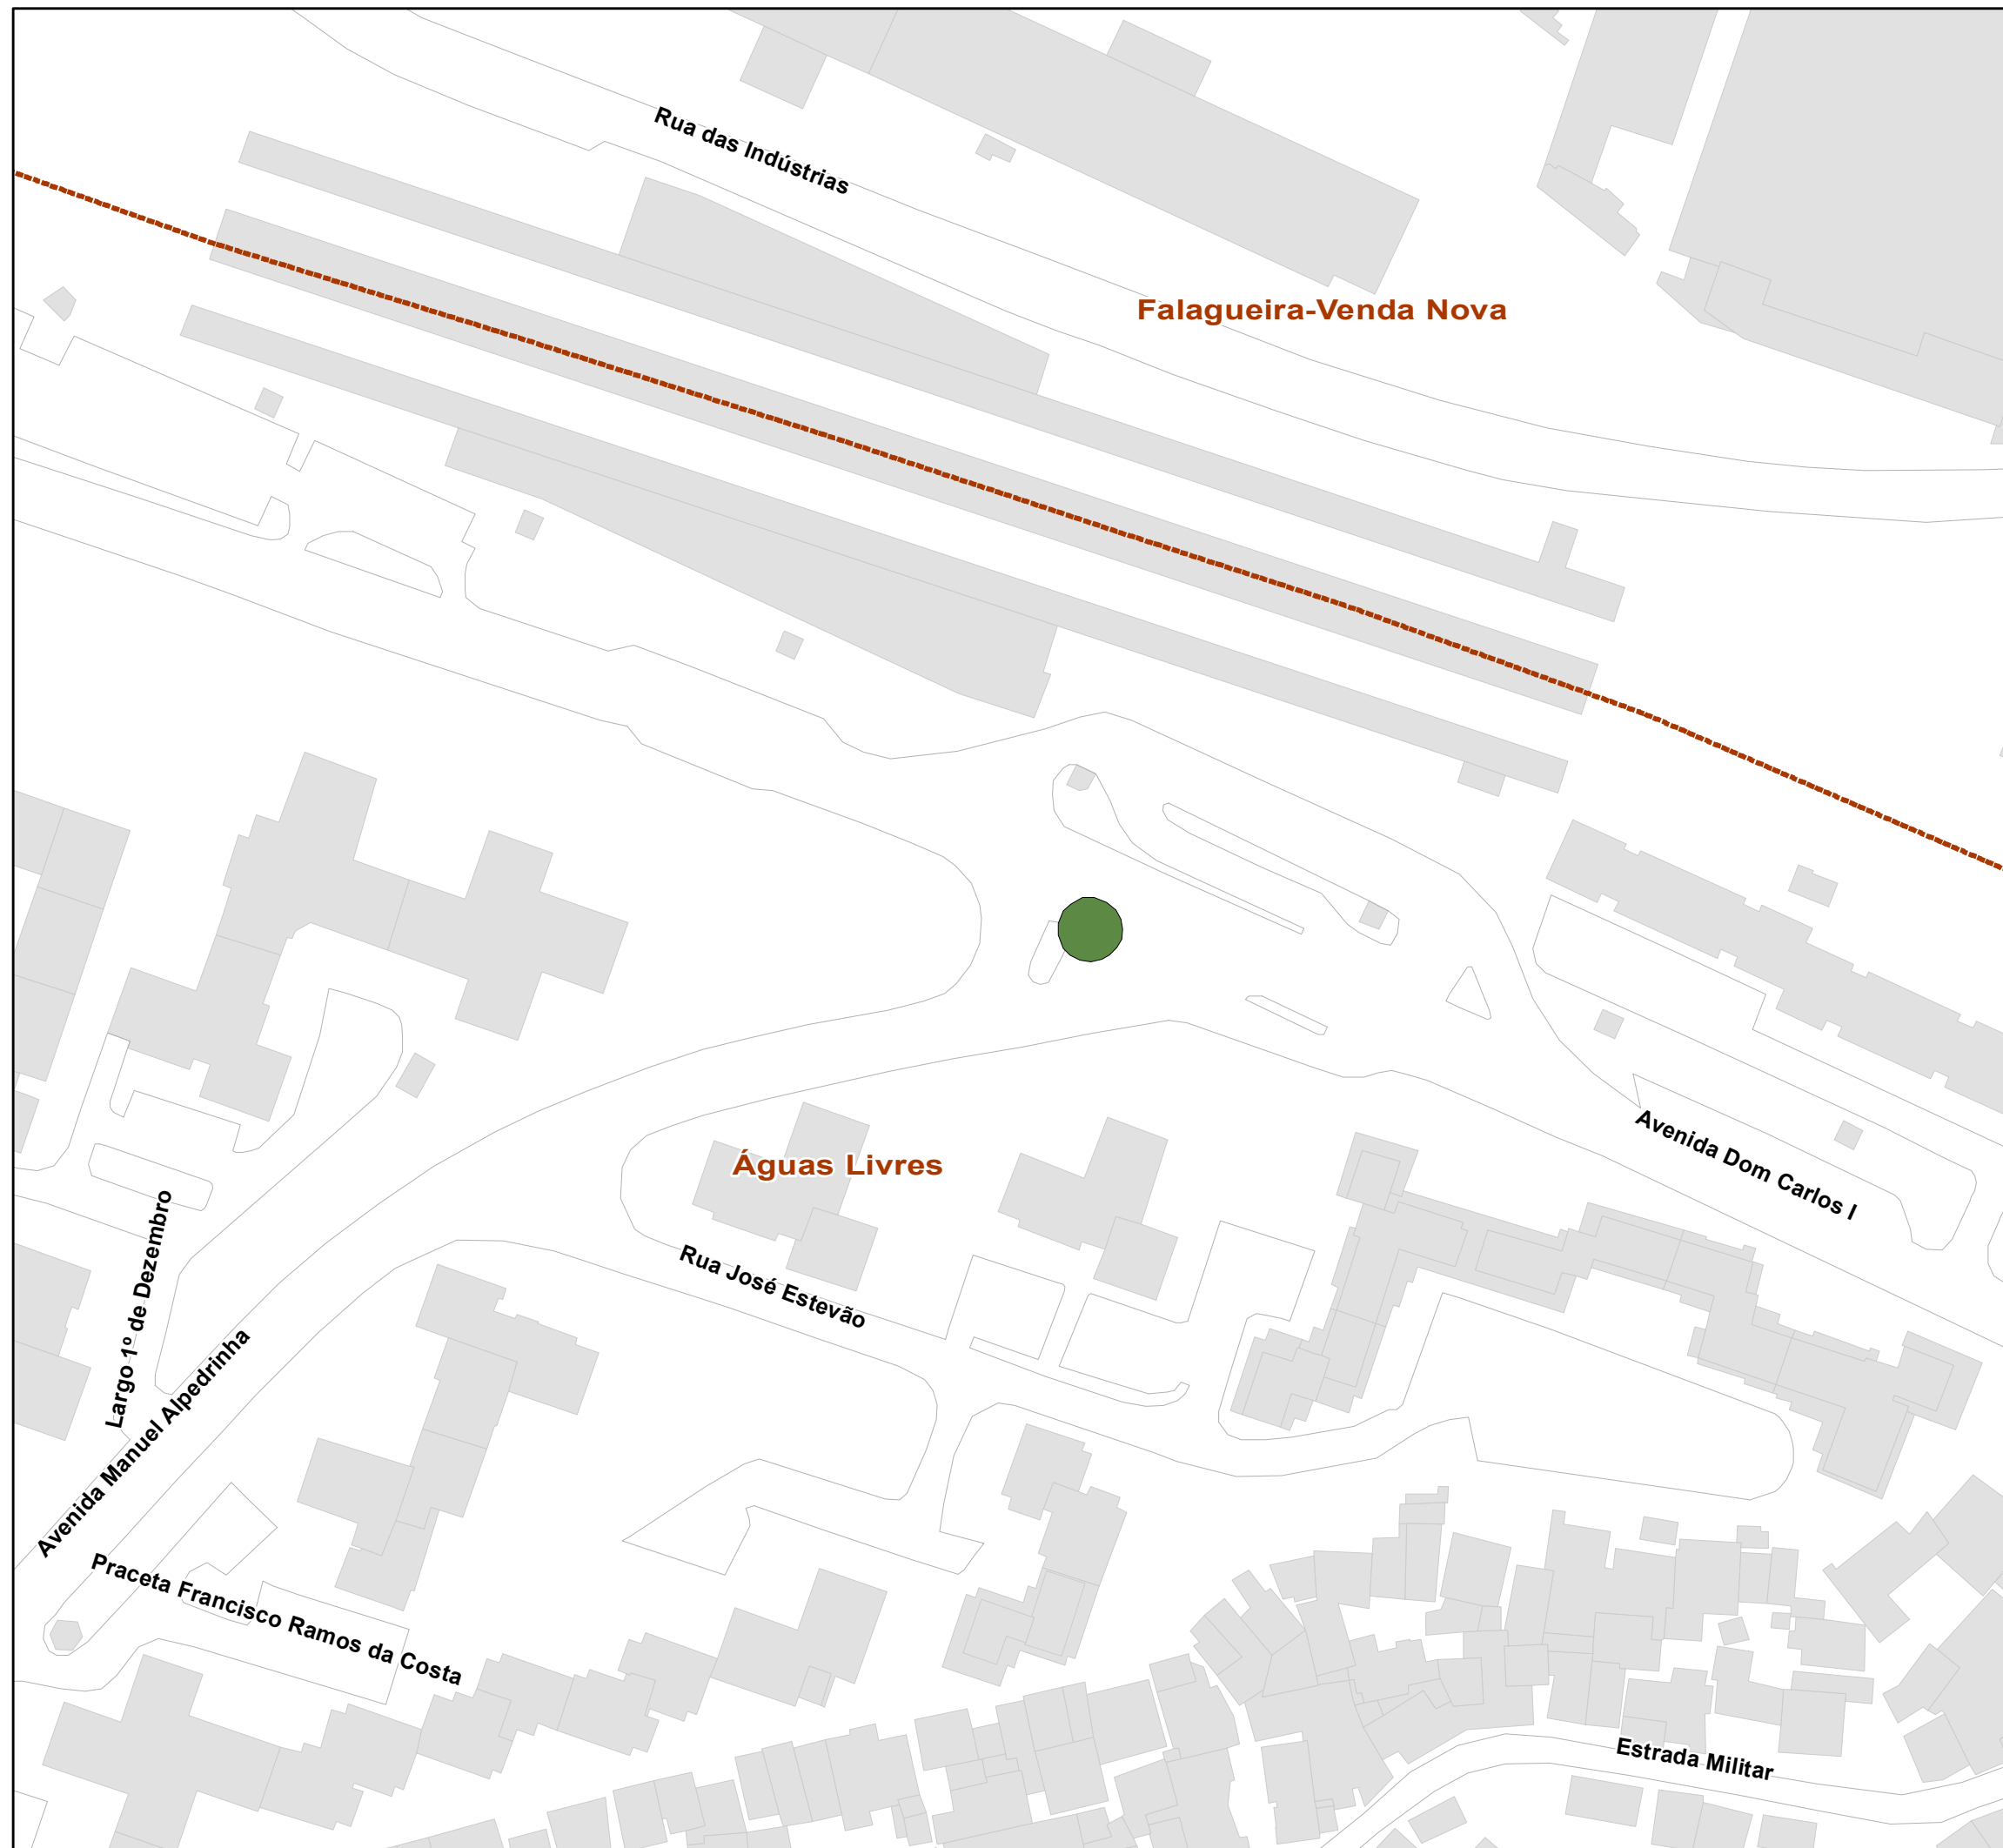 Rua das Indústrias
Falagueira-Venda Nova
Avenida Dom Carlos I
Águas Livres
Rua José Estevão
Largo 1º de Dezembro
Avenida Manuel Alpedrinha
Praceta Francisco Ramos da Costa
Estrada Militar